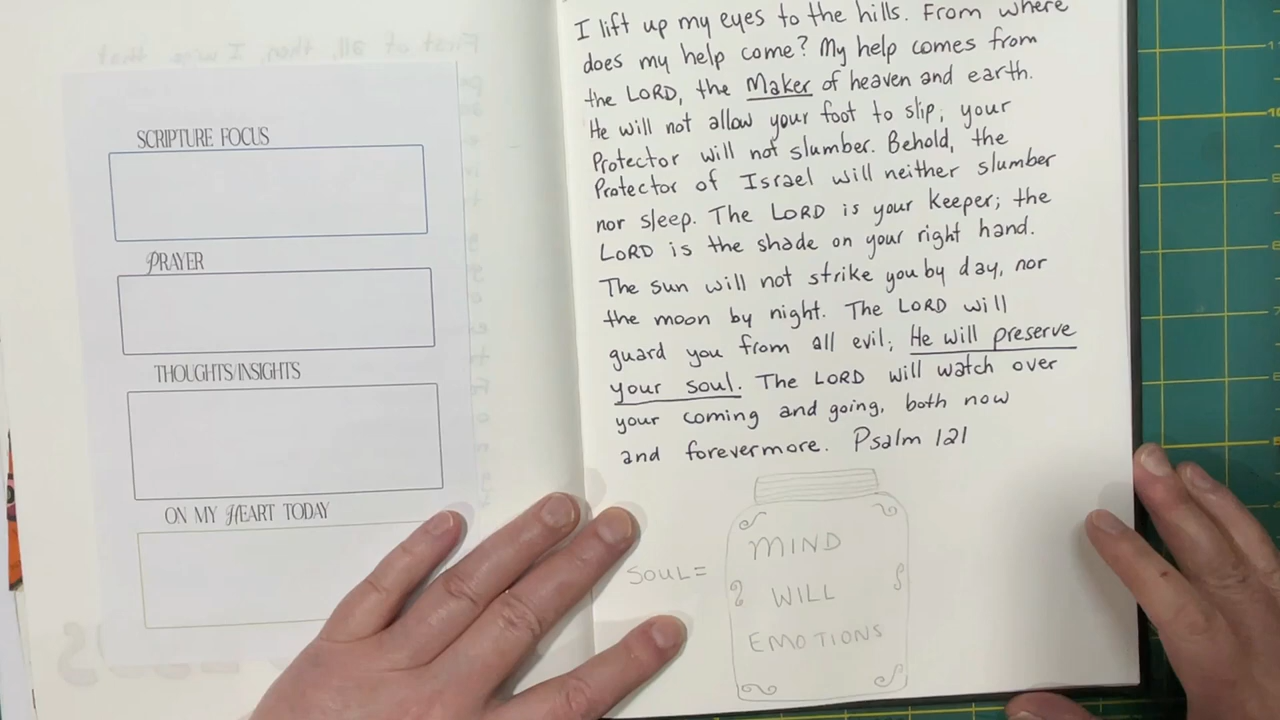 First of all, then, I urge that
SCRIPTURE FOCUS
PRAYER
THOUGHTS/INSIGHTS
ON MY HEART TODAY
I lift up my eyes to the hills. From where
does my help come? My help comes from
the LORD, the Maker of heaven and earth.
He will not allow your foot to slip; your
Protector will not slumber. Behold, the
Protector of Israel will neither slumber
nor sleep. The LORD is your keeper; the
LORD is the shade on your right hand.
The sun will not strike you by day, nor
the moon by night. The LORD will
guard you from all evil; He will preserve
your soul. The LORD will watch over
your coming and going, both now
and forevermore. Psalm 121
SOUL=
MIND
WILL
EMOTIONS